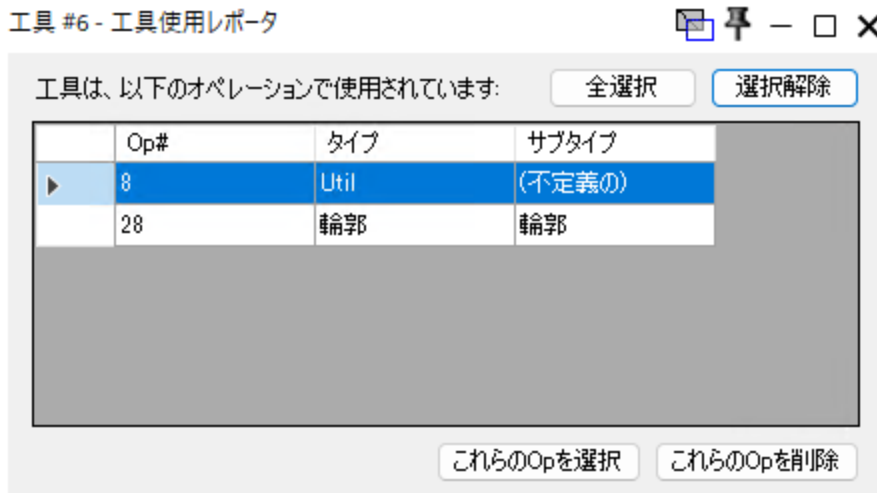 工具 #6 - 工具使用レポータ
工具は、以下のオペレーションで使用されています:
全選択
選択解除
Op# タイプ サブタイプ
8 Util (不定義の)
28 輪郭 輪郭
これらのOpを選択
これらのOpを削除